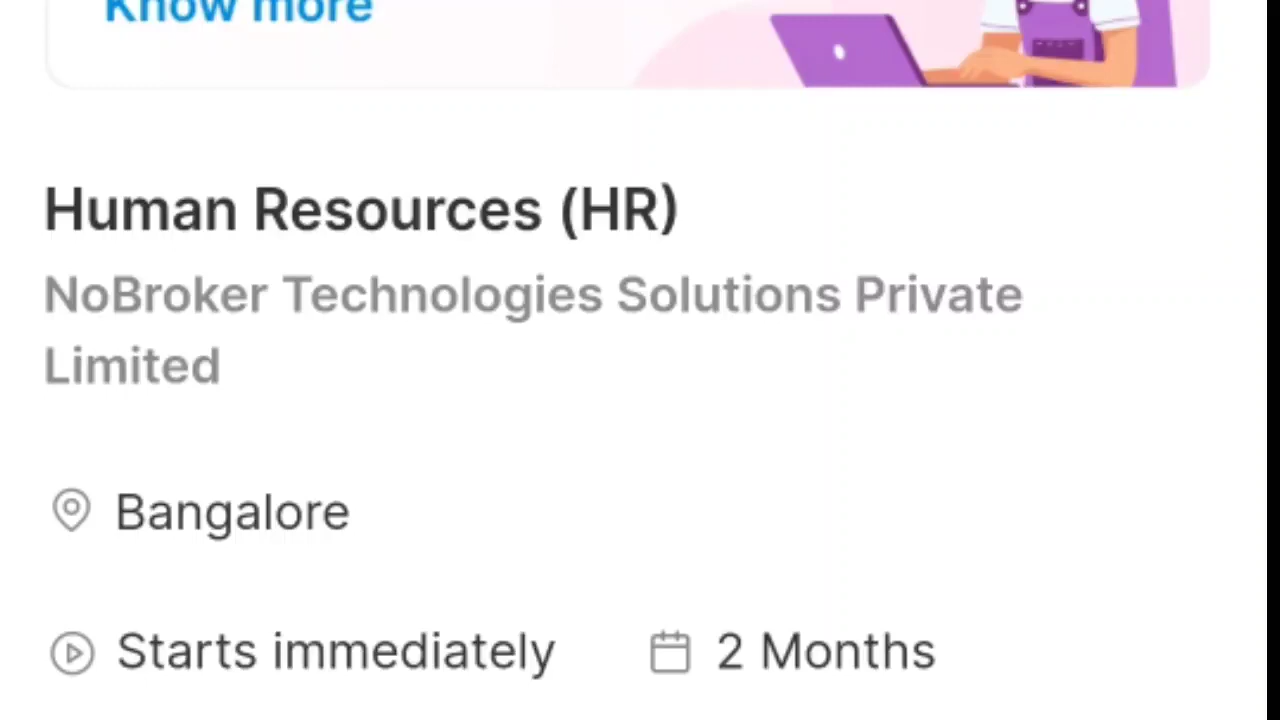 Know more
Human Resources (HR)
NoBroker Technologies Solutions Private
Limited
Bangalore
Starts immediately
2 Months